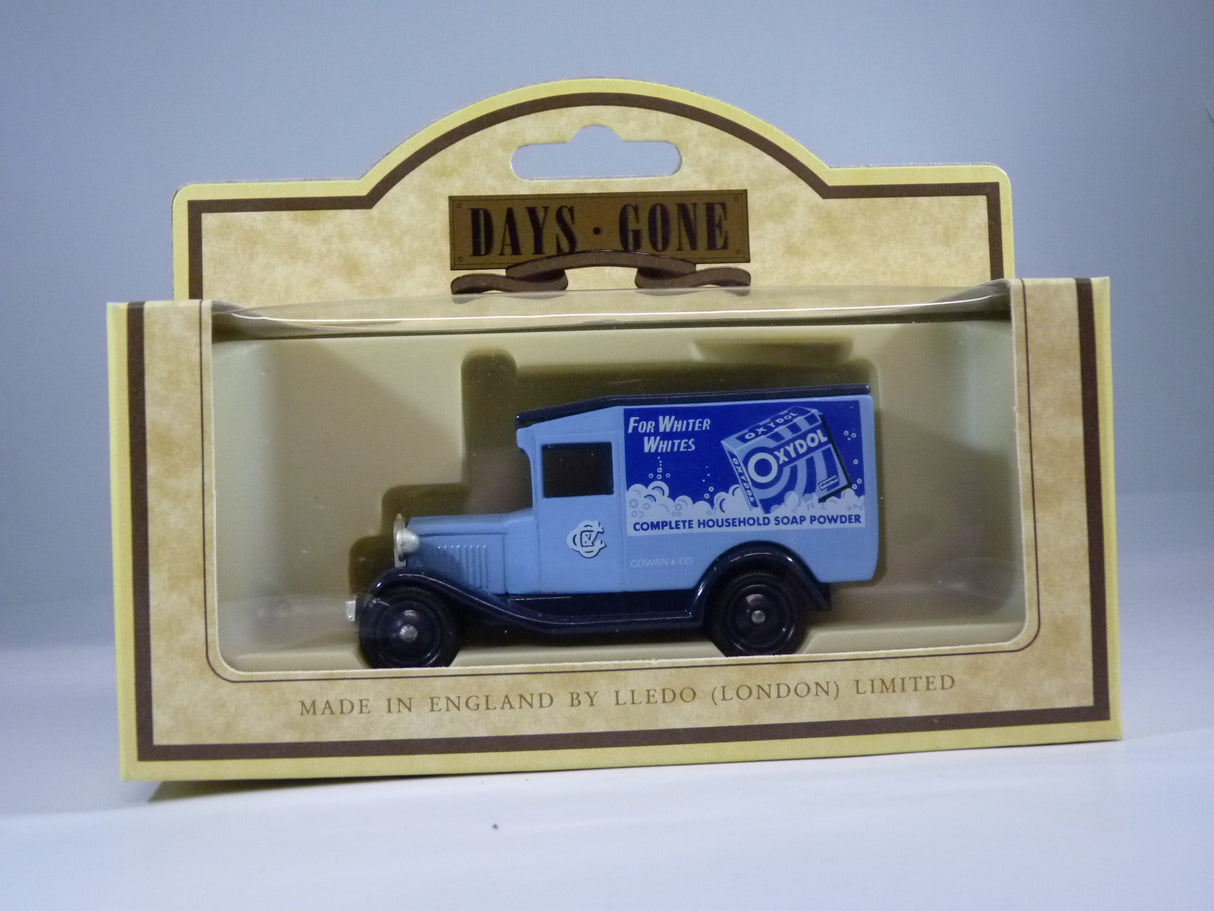 DAYS · GONE
FOR WHITER
WHITES
OXYDOL
OXYDOL
OXYDOL
COMPLETE HOUSEHOLD SOAP POWDER
COWAN & CO
MADE IN ENGLAND BY LLEDO (LONDON) LIMITED